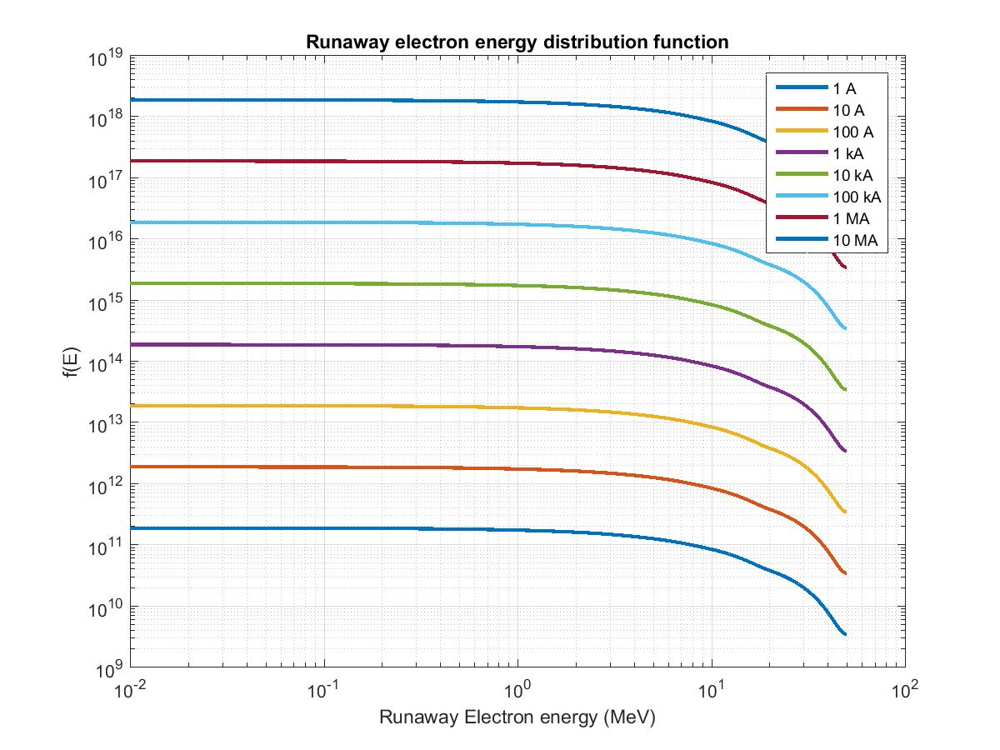 Runaway electron energy distribution function
10^19
10^18
10^17
10^16
10^15
10^14
10^13
10^12
10^11
10^10
10^9
f(E)
1 A
10 A
100 A
1 kA
10 kA
100 kA
1 MA
10 MA
10^-2
10^-1
10^0
10^1
10^2
Runaway Electron energy (MeV)